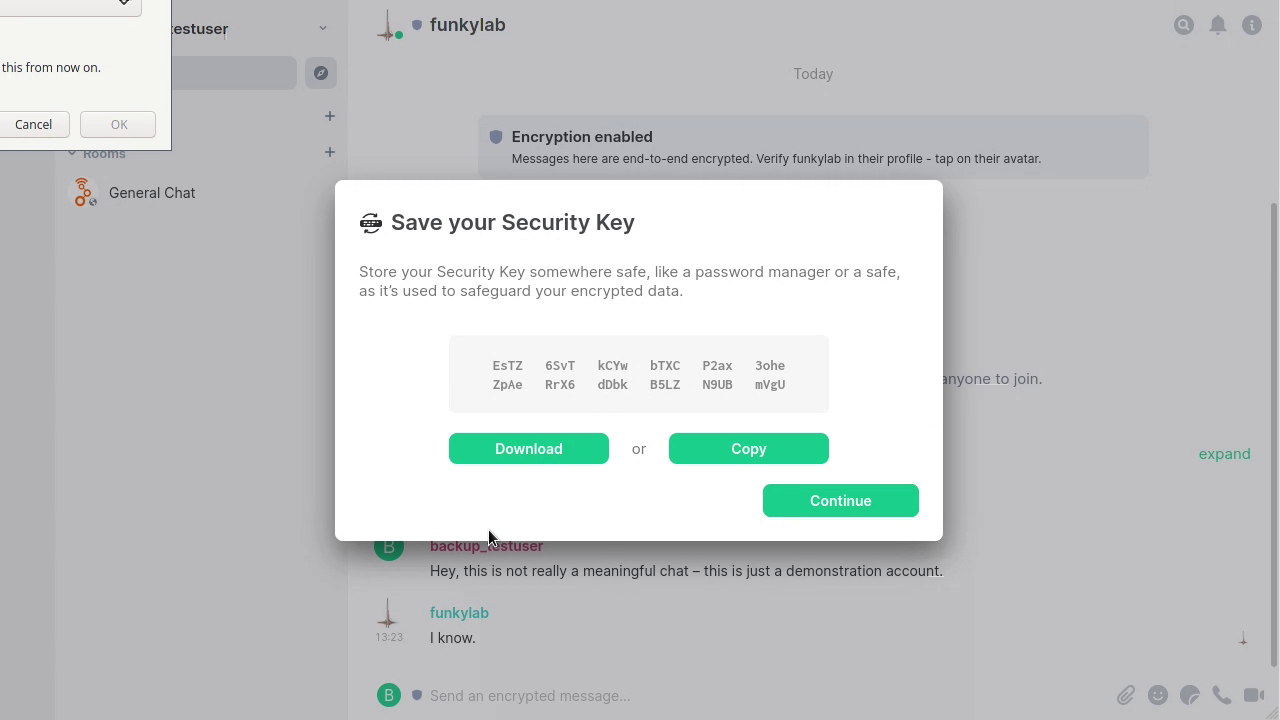 testuser
this from now on.
Cancel
OK
Rooms
General Chat
funkylab
Today
Encryption enabled
Messages here are end-to-end encrypted. Verify funkylab in their profile - tap on their avatar.
Save your Security Key
Store your Security Key somewhere safe, like a password manager or a safe,
as it’s used to safeguard your encrypted data.
EsTZ 6SvT kCYw bTXC P2ax 3ohe
ZpAe RrX6 dDbk B5LZ N9UB mVgU
Download or Copy
Continue
anyone to join.
expand
B backup_testuser
Hey, this is not really a meaningful chat – this is just a demonstration account.
funkylab
13:23 I know.
B Send an encrypted message...